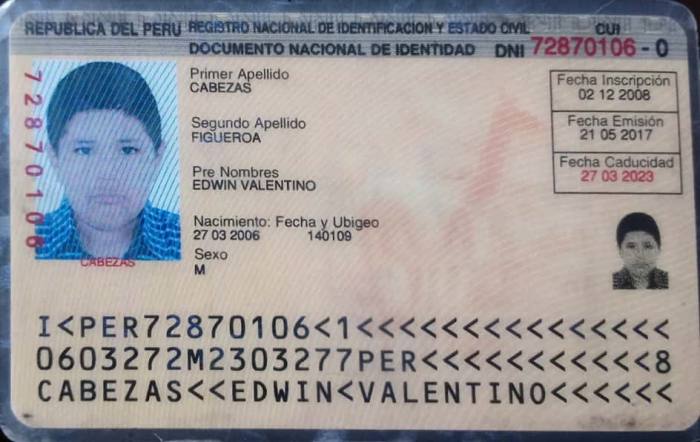 REPUBLICA DEL PERU REGISTRO NACIONAL DE IDENTIFICACION Y ESTADO CIVIL CUI
DOCUMENTO NACIONAL DE IDENTIDAD DNI 72870106 - 0
72870106
Primer Apellido
CABEZAS
Segundo Apellido
FIGUEROA
Pre Nombres
EDWIN VALENTINO
Nacimiento: Fecha y Ubigeo
27 03 2006 140109
Sexo
M
Fecha Inscripción
02 12 2008
Fecha Emisión
21 05 2017
Fecha Caducidad
27 03 2023
CABEZAS
I<PER72870106<1<<<<<<<<<<<<<<<
0603272M2303277PER<<<<<<<<<<<8
CABEZAS<<EDWIN<VALENTINO<<<<<<